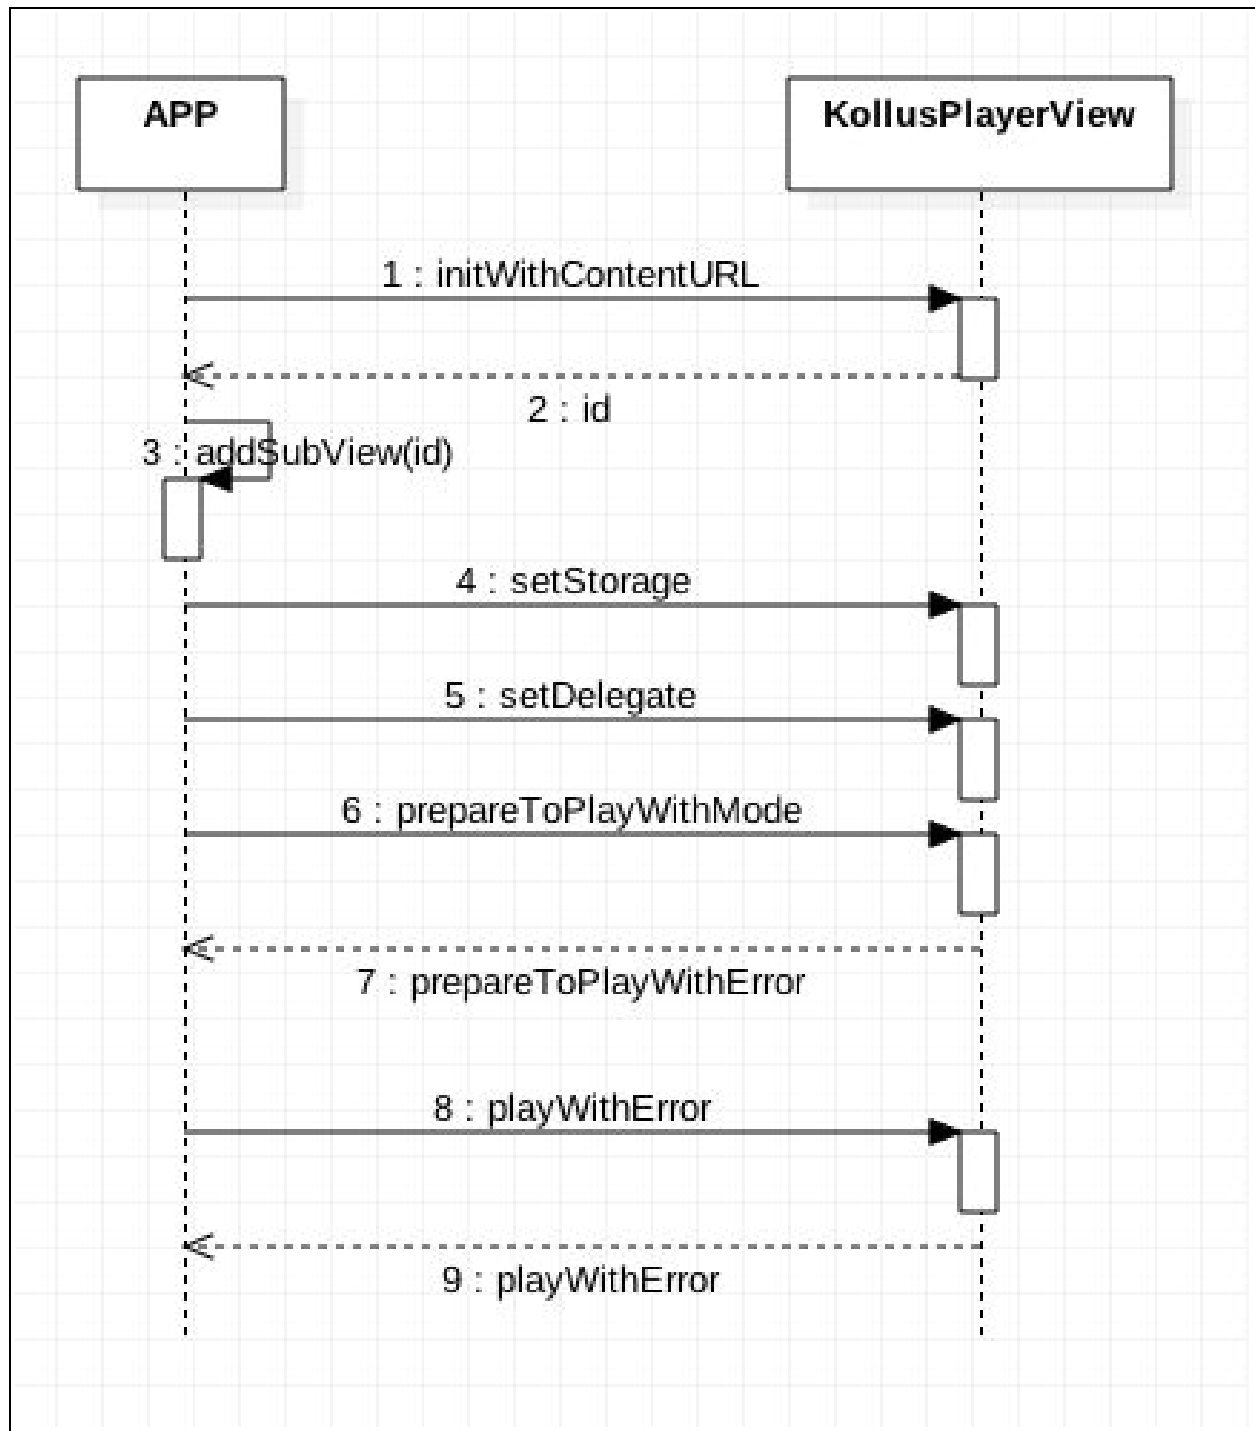 APP
KollusPlayerView
1 : initWithContentURL
2 : id
3 : addSubView(id)
4 : setStorage
5 : setDelegate
6 : prepareToPlayWithMode
7 : prepareToPlayWithError
8 : playWithError
9 : playWithError